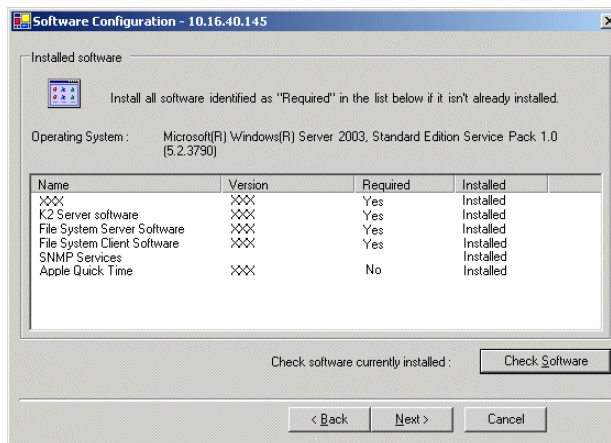 Software Configuration - 10.16.40.145
Installed software
Install all software identified as "Required" in the list below if it isn't already installed.
Operating System : Microsoft(R) Windows(R) Server 2003, Standard Edition Service Pack 1.0
(5.2.3790)
Name Version Required Installed
XXX XXX Yes Installed
K2 Server software XXX Yes Installed
File System Server Software XXX Yes Installed
File System Client Software XXX Yes Installed
SNMP Services Installed
Apple Quick Time XXX No Installed
Check software currently installed : Check Software
< Back Next > Cancel